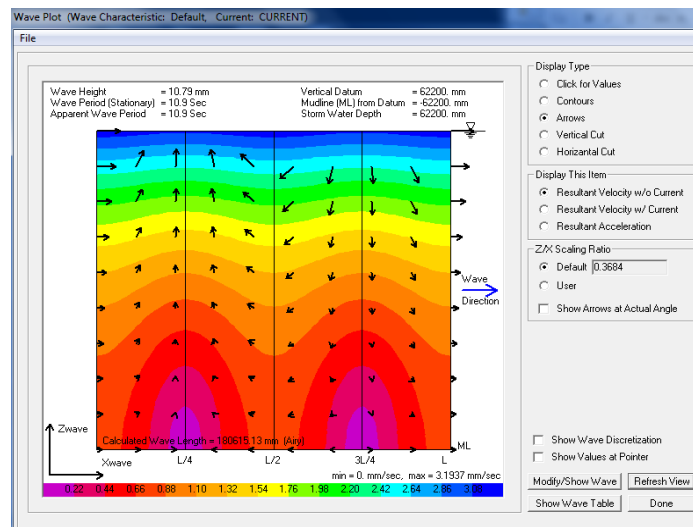 Wave Plot (Wave Characteristic: Default, Current: CURRENT)
File
Wave Height = 10.79 mm
Wave Period (Stationary) = 10.9 Sec
Apparent Wave Period = 10.9 Sec
Vertical Datum = 62200. mm
Mudline (ML) from Datum = -62200. mm
Storm Water Depth = 62200. mm
Wave
Direction
Zwave
Xwave
Calculated Wave Length = 180615.13 mm (Airy)
L/4
L/2
3L/4
L
ML
min = 0. mm/sec, max = 3.1937 mm/sec
0.22 0.44 0.66 0.88 1.10 1.32 1.54 1.76 1.98 2.20 2.42 2.64 2.86 3.08
Display Type
Click for Values
Contours
Arrows
Vertical Cut
Horizantal Cut
Display This Item
Resultant Velocity w/o Current
Resultant Velocity w/ Current
Resultant Acceleration
Z/X Scaling Ratio
Default 0.3684
User
Show Arrows at Actual Angle
Show Wave Discretization
Show Values at Pointer
Modify/Show Wave
Refresh View
Show Wave Table
Done